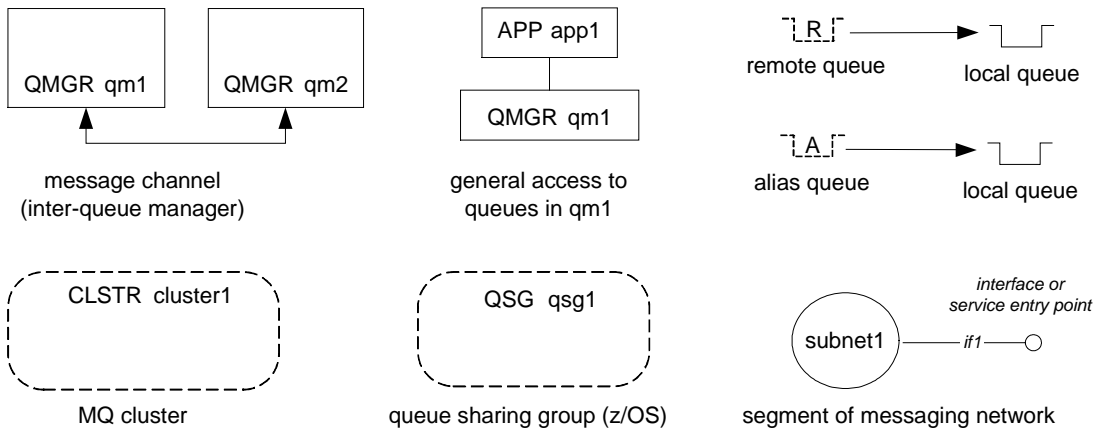 QMGR qm1
QMGR qm2
message channel
(inter-queue manager)
APP app1
QMGR qm1
general access to
queues in qm1
R
remote queue
local queue
A
alias queue
local queue
CLSTR cluster1
MQ cluster
QSG qsg1
queue sharing group (z/OS)
interface or
service entry point
subnet1
if1
segment of messaging network